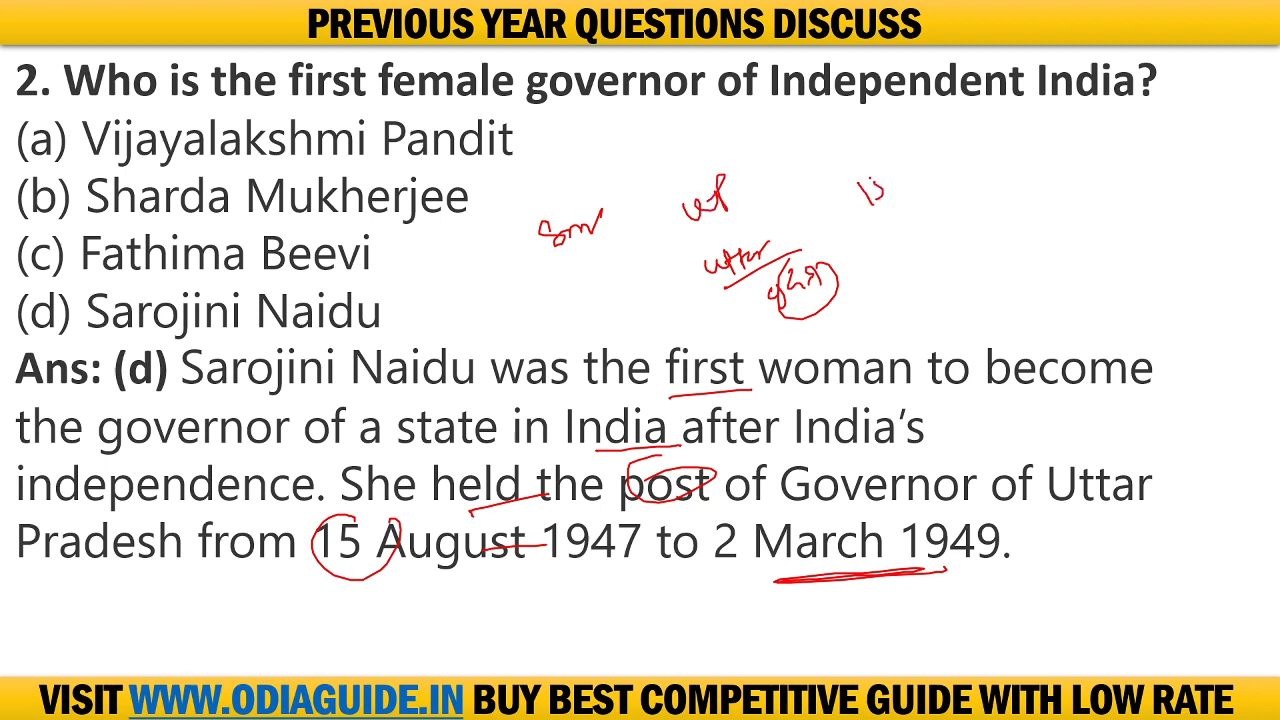 PREVIOUS YEAR QUESTIONS DISCUSS
2. Who is the first female governor of Independent India?
(a) Vijayalakshmi Pandit
(b) Sharda Mukherjee
(c) Fathima Beevi
(d) Sarojini Naidu
uttar
Ans: (d) Sarojini Naidu was the first woman to become
the governor of a state in India after India’s
independence. She held the post of Governor of Uttar
Pradesh from 15 August 1947 to 2 March 1949.
VISIT WWW.ODIAGUIDE.IN BUY BEST COMPETITIVE GUIDE WITH LOW RATE